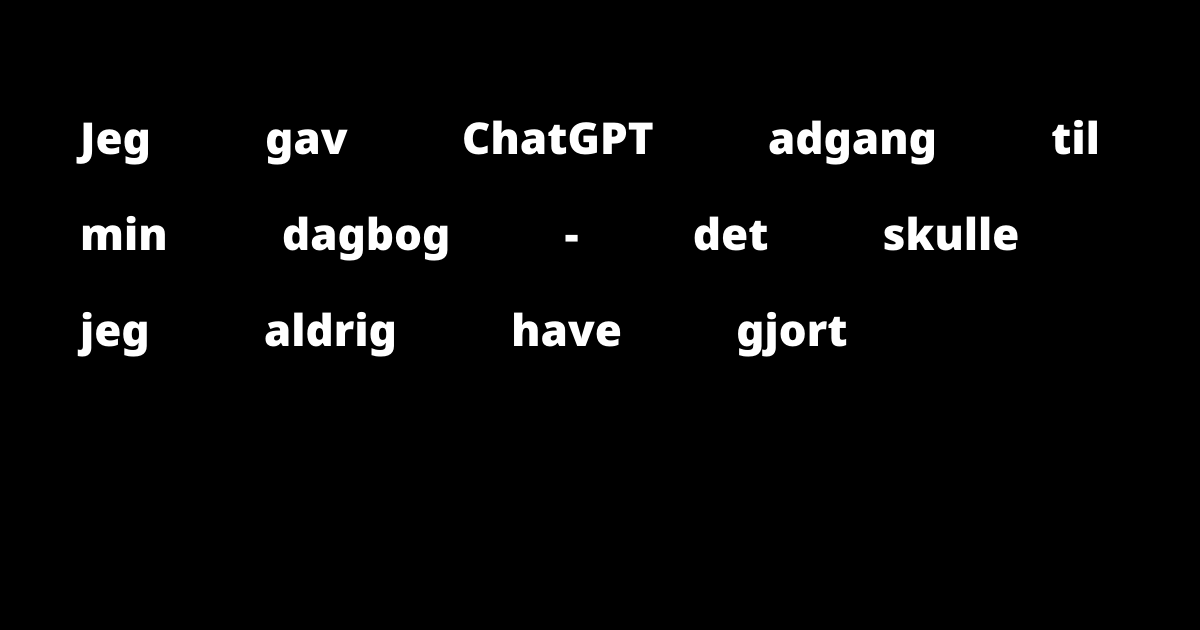 Jeg gav ChatGPT adgang til
min dagbog - det skulle
jeg aldrig have gjort